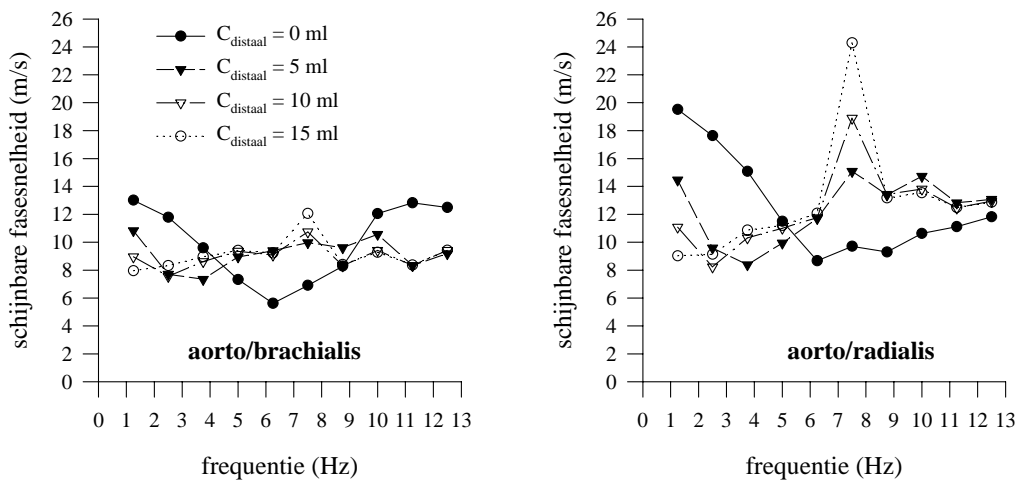 26
24
22
20
18
16
14
12
10
8
6
4
2
0
schijnbare fasesnelheid (m/s)
C distaal = 0 ml
C distaal = 5 ml
C distaal = 10 ml
C distaal = 15 ml
aorto/brachialis
0 1 2 3 4 5 6 7 8 9 10 11 12 13
frequentie (Hz)
26
24
22
20
18
16
14
12
10
8
6
4
2
0
schijnbare fasesnelheid (m/s)
aorto/radialis
0 1 2 3 4 5 6 7 8 9 10 11 12 13
frequentie (Hz)